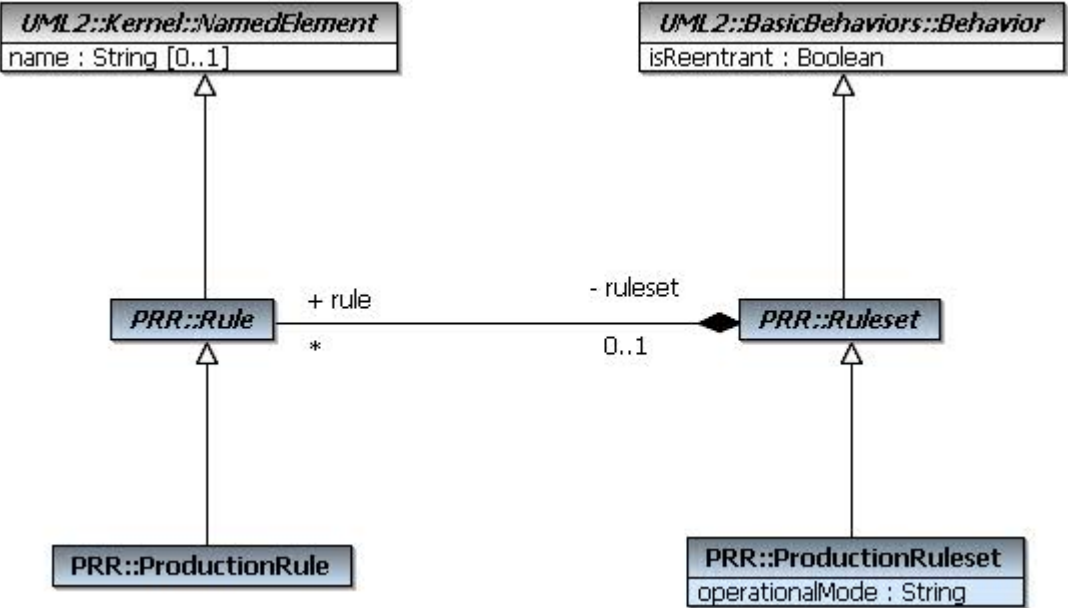 UML2::Kernel::NamedElement
name : String [0..1]
UML2::BasicBehaviors::Behavior
isReentrant : Boolean
PRR::Rule
+ rule
*
- ruleset
0..1
PRR::Ruleset
PRR::ProductionRule
PRR::ProductionRuleset
operationalMode : String